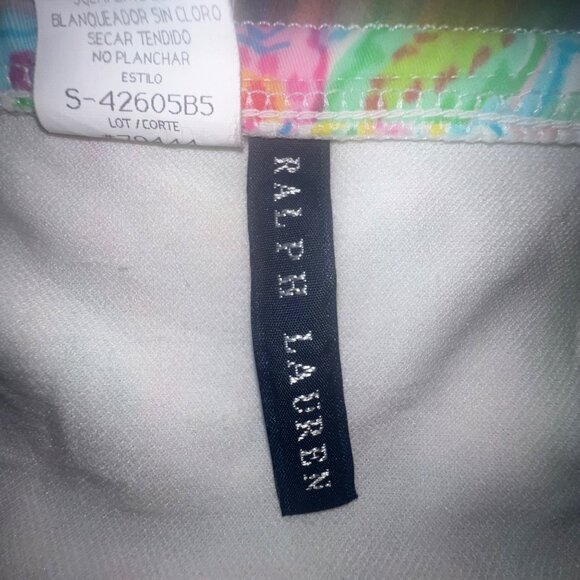 BLANQUEADOR SIN CLORO
SECAR TENDIDO
NO PLANCHAR
ESTILO
S-42605B5
LOT / CORTE
RALPH LAUREN